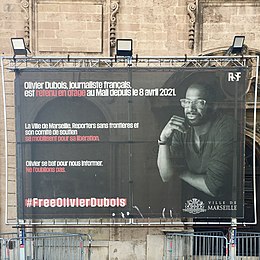 Olivier Dubois, journaliste français,
est retenu en otage au Mali depuis le 8 avril 2021.
RSF
La Ville de Marseille, Reporters sans frontières et
son comité de soutien
se mobilisent pour sa libération.
Olivier se bat pour nous informer.
Ne l'oublions pas.
#FreeOlivierDubois
VILLE DE
MARSEILLE